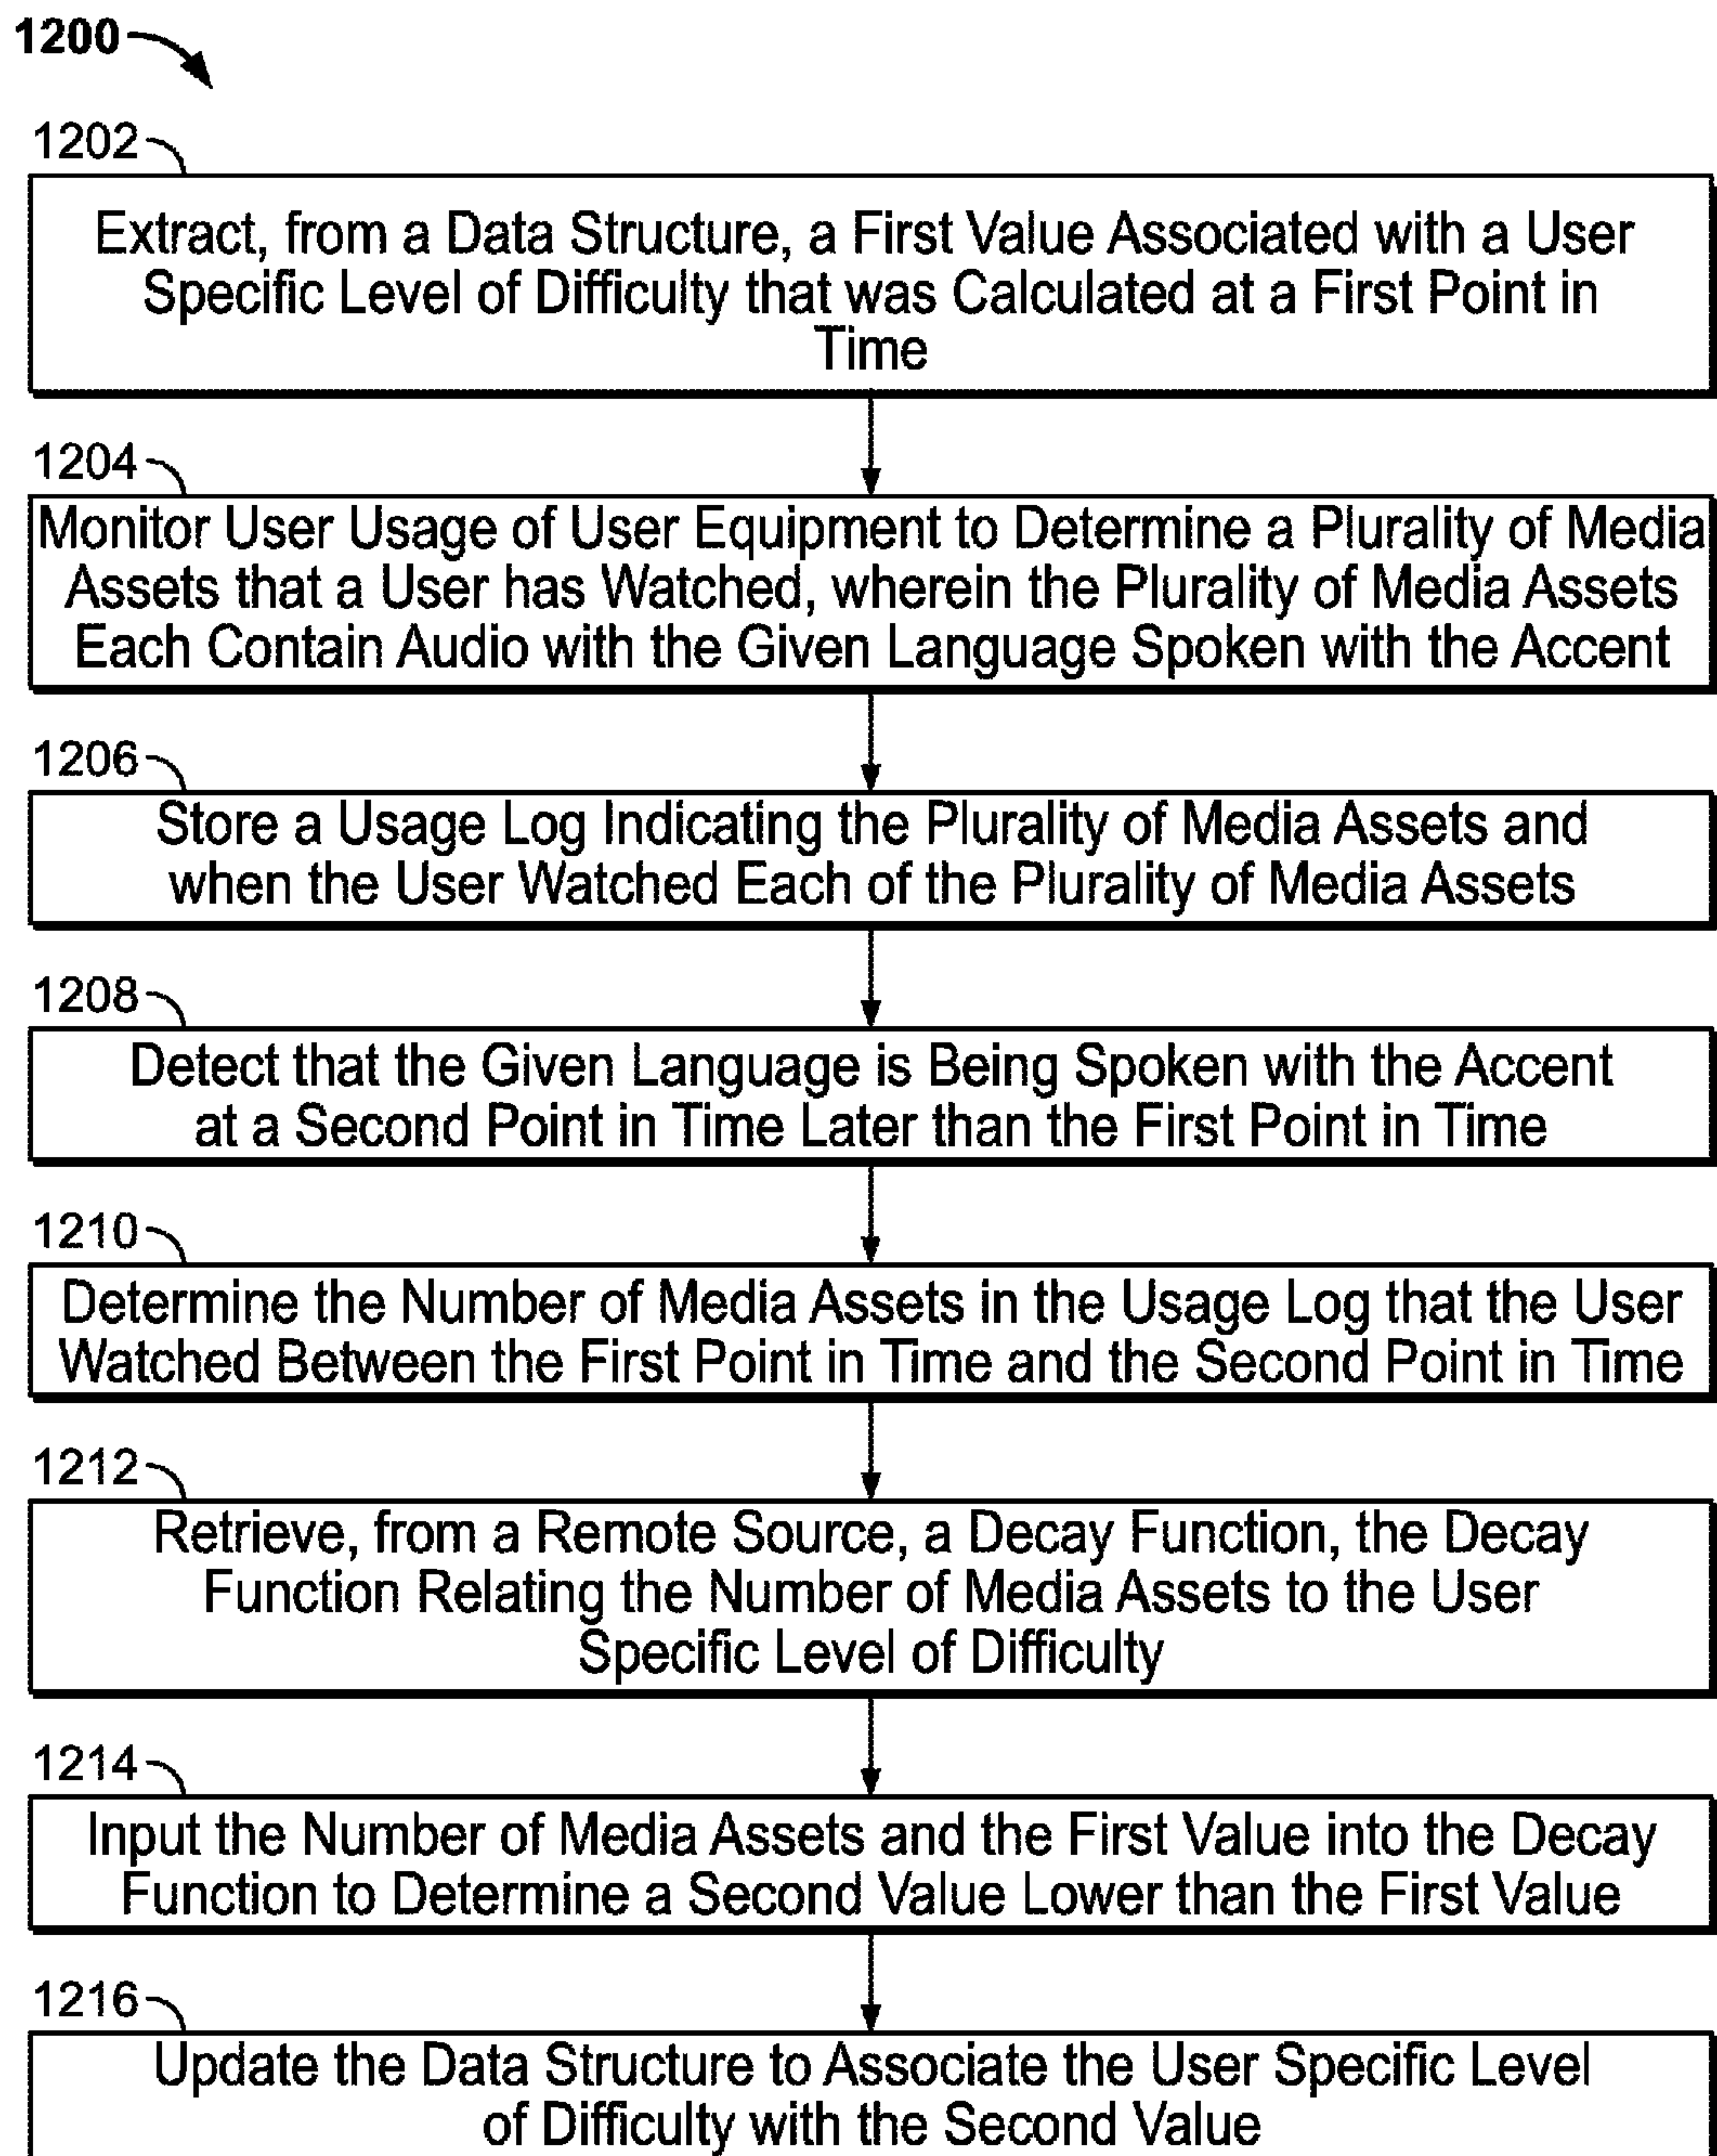 1200
1202
Extract, from a Data Structure, a First Value Associated with a User
Specific Level of Difficulty that was Calculated at a First Point in
Time
1204
Monitor User Usage of User Equipment to Determine a Plurality of Media
Assets that a User has Watched, wherein the Plurality of Media Assets
Each Contain Audio with the Given Language Spoken with the Accent
1206
Store a Usage Log Indicating the Plurality of Media Assets and
when the User Watched Each of the Plurality of Media Assets
1208
Detect that the Given Language is Being Spoken with the Accent
at a Second Point in Time Later than the First Point in Time
1210
Determine the Number of Media Assets in the Usage Log that the User
Watched Between the First Point in Time and the Second Point in Time
1212
Retrieve, from a Remote Source, a Decay Function, the Decay
Function Relating the Number of Media Assets to the User
Specific Level of Difficulty
1214
Input the Number of Media Assets and the First Value into the Decay
Function to Determine a Second Value Lower than the First Value
1216
Update the Data Structure to Associate the User Specific Level
of Difficulty with the Second Value